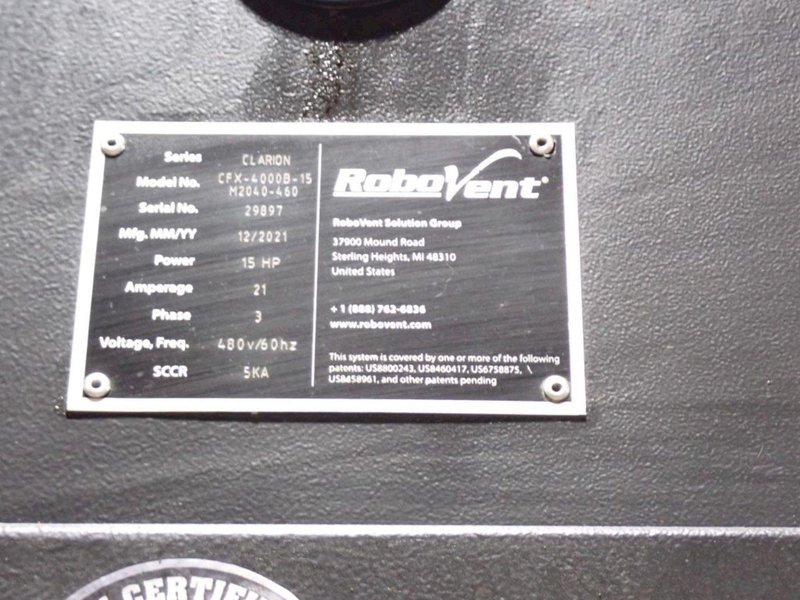 Series CLARION
Model No. CFX-4000B-15
M2040-460
Serial No. 29897
Mfg. MM/YY 12/2021
Power 15 HP
Amperage 21
Phase 3
Voltage, Freq. 480v/60hz
SCCR 5KA
RoboVent®
RoboVent Solution Group
37900 Mound Road
Sterling Heights, MI 48310
United States
+ 1 (888) 762-6836
www.robovent.com
This system is covered by one or more of the following
patents: US8800243, US8460417, US6758875, \
US8458961, and other patents pending